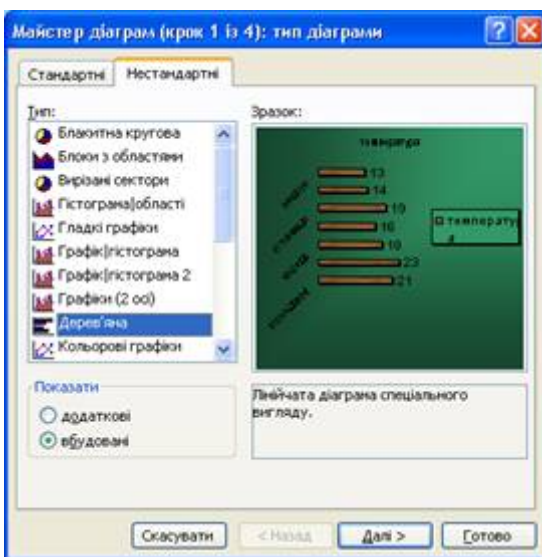 Майстер діаграм (крок 1 із 4): тип діаграми
Стандартні Нестандартні
Тип:
Блакитна кругова
Блоки з областями
Вирізані сектори
Гістограма|області
Гладкі графіки
Графік|гістограма
Графік|гістограма 2
Графіки (2 осі)
Дерев'яна
Кольорові графіки
Показати
додаткові
вбудовані
Зразок:
температура
13
14
19
16
19
23
21
температур
а
Лінійчата діаграма спеціального
вигляду.
Скасувати < Назад Далі > Готово